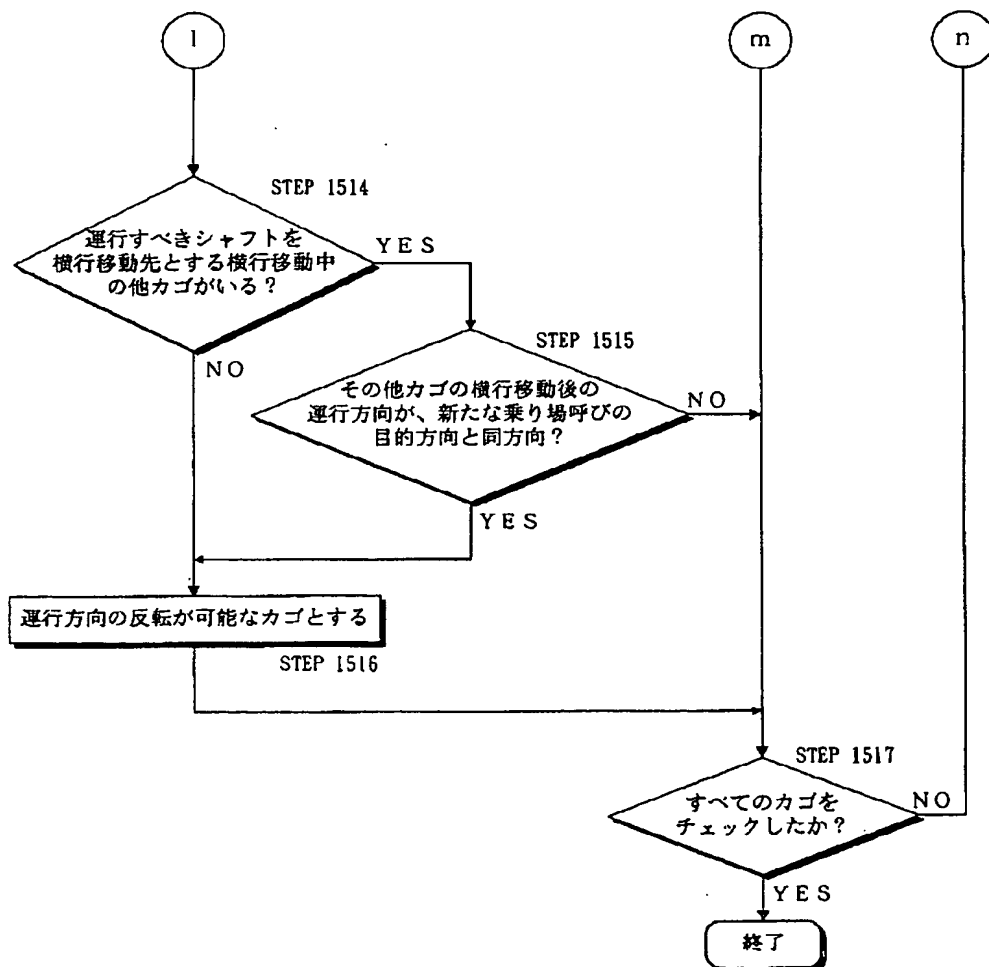 l
m
n
STEP 1514
運行すべきシャフトを
横行移動先とする横行移動中
の他カゴがいる？
YES
NO
STEP 1515
その他カゴの横行移動後の
運行方向が、新たな乗り場呼びの
目的方向と同方向？
NO
YES
運行方向の反転が可能なカゴとする
STEP 1516
STEP 1517
すべてのカゴを
チェックしたか？
NO
YES
終了